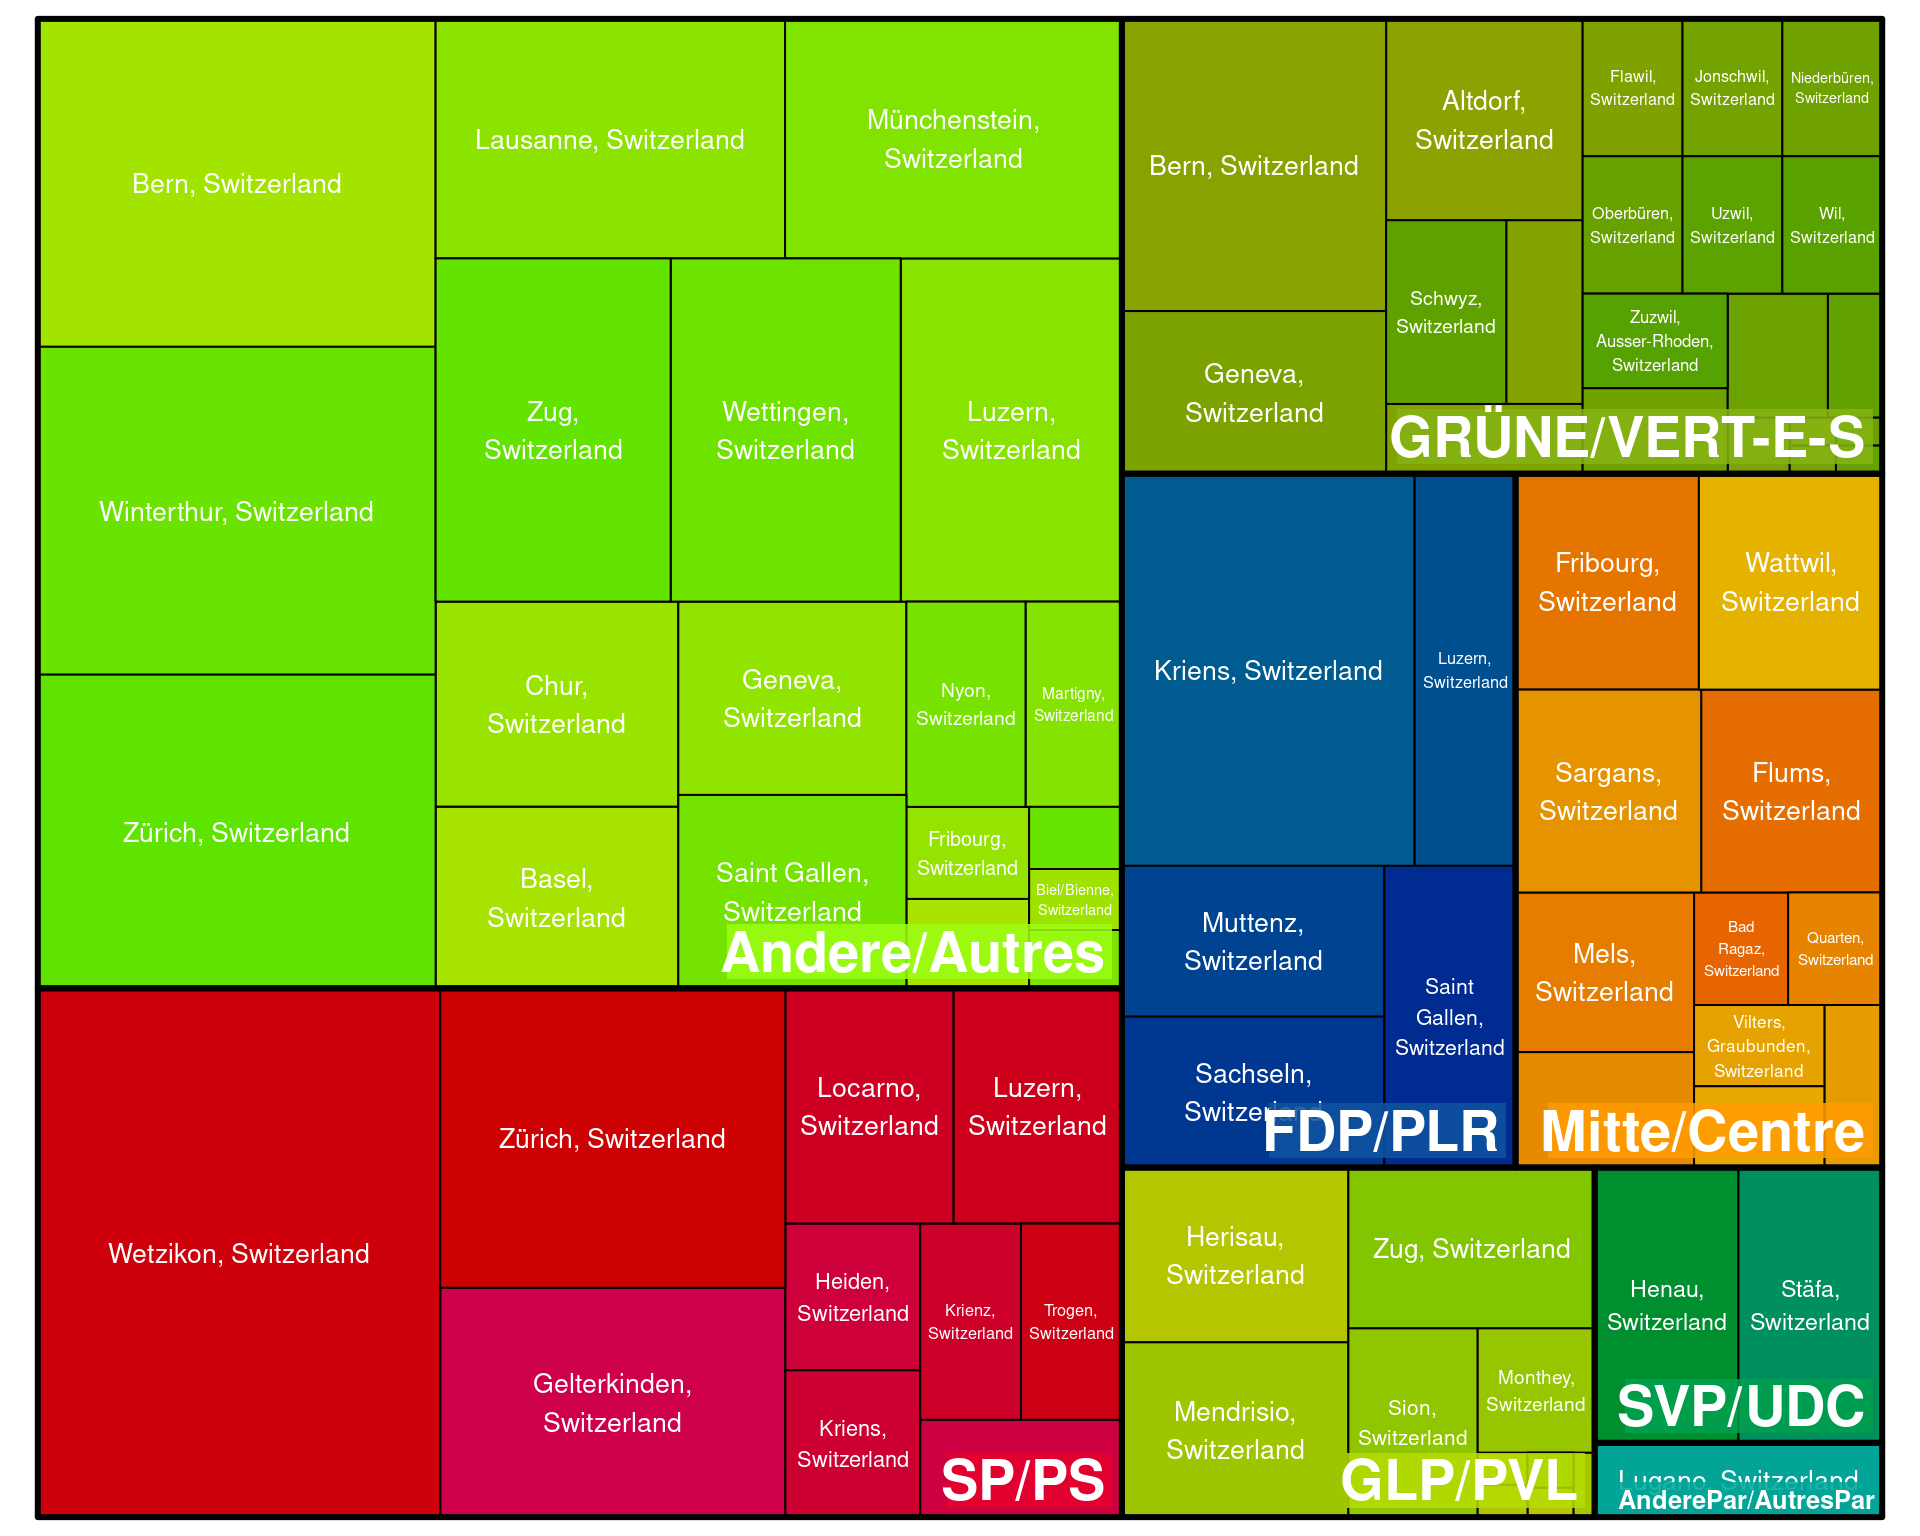 Bern, Switzerland
Lausanne, Switzerland
Münchenstein,
Switzerland
Winterthur, Switzerland
Zug,
Switzerland
Wettingen,
Switzerland
Luzern,
Switzerland
Zürich, Switzerland
Chur,
Switzerland
Geneva,
Switzerland
Nyon,
Switzerland
Martigny,
Switzerland
Basel,
Switzerland
Saint Gallen,
Switzerland
Fribourg,
Switzerland
Biel/Bienne,
Switzerland
Andere/Autres
Bern, Switzerland
Altdorf,
Switzerland
Flawil,
Switzerland
Jonschwil,
Switzerland
Niederbüren,
Switzerland
Oberbüren,
Switzerland
Uzwil,
Switzerland
Wil,
Switzerland
Geneva,
Switzerland
Schwyz,
Switzerland
Zuzwil,
Ausser-Rhoden,
Switzerland
GRÜNE/VERT-E-S
Kriens, Switzerland
Luzern,
Switzerland
Muttenz,
Switzerland
Sachseln,
Switzerland
Saint
Gallen,
Switzerland
FDP/PLR
Fribourg,
Switzerland
Wattwil,
Switzerland
Sargans,
Switzerland
Flums,
Switzerland
Mels,
Switzerland
Bad
Ragaz,
Switzerland
Quarten,
Switzerland
Vilters,
Graubunden,
Switzerland
Mitte/Centre
Wetzikon, Switzerland
Zürich, Switzerland
Locarno,
Switzerland
Luzern,
Switzerland
Gelterkinden,
Switzerland
Heiden,
Switzerland
Krienz,
Switzerland
Trogen,
Switzerland
Kriens,
Switzerland
SP/PS
Herisau,
Switzerland
Zug, Switzerland
Mendrisio,
Switzerland
Sion,
Switzerland
Monthey,
Switzerland
GLP/PVL
Henau,
Switzerland
Stäfa,
Switzerland
SVP/UDC
Lugano, Switzerland
AnderePar/AutresPar